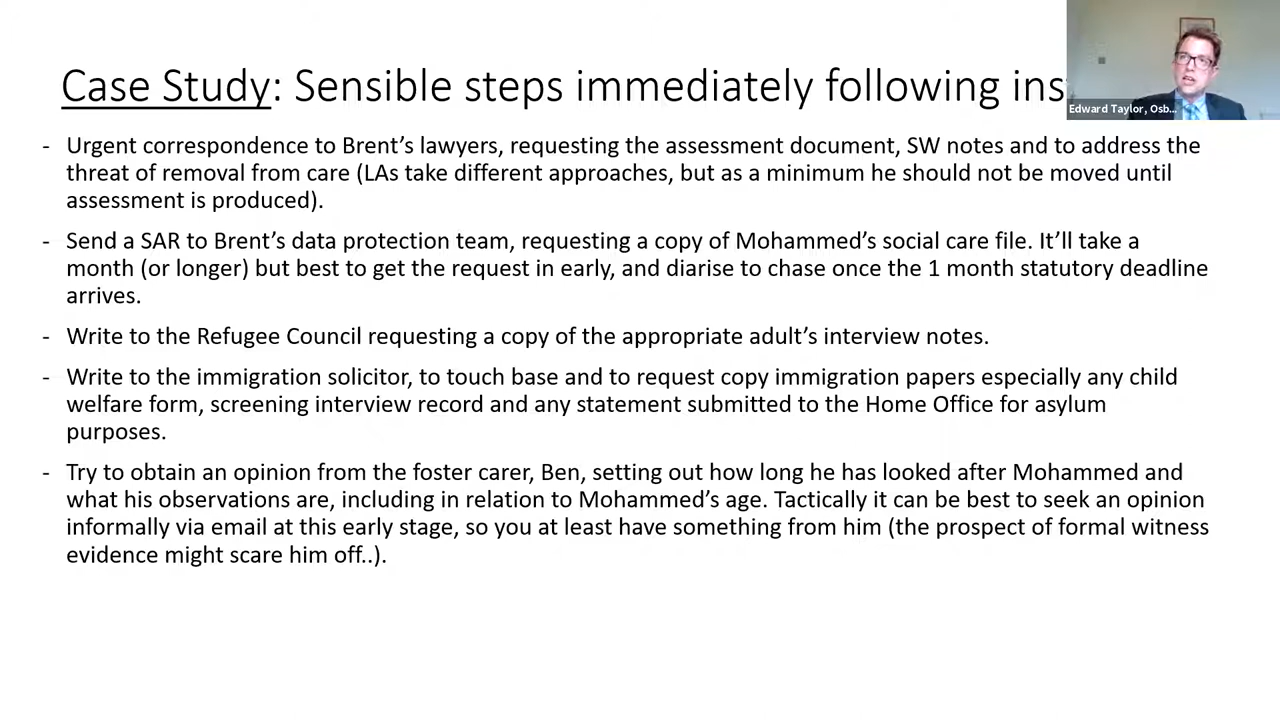 Case Study: Sensible steps immediately following ins
Edward Taylor, Osb...
- Urgent correspondence to Brent’s lawyers, requesting the assessment document, SW notes and to address the
threat of removal from care (LAs take different approaches, but as a minimum he should not be moved until
assessment is produced).
- Send a SAR to Brent’s data protection team, requesting a copy of Mohammed’s social care file. It’ll take a
month (or longer) but best to get the request in early, and diarise to chase once the 1 month statutory deadline
arrives.
- Write to the Refugee Council requesting a copy of the appropriate adult’s interview notes.
- Write to the immigration solicitor, to touch base and to request copy immigration papers especially any child
welfare form, screening interview record and any statement submitted to the Home Office for asylum
purposes.
- Try to obtain an opinion from the foster carer, Ben, setting out how long he has looked after Mohammed and
what his observations are, including in relation to Mohammed’s age. Tactically it can be best to seek an opinion
informally via email at this early stage, so you at least have something from him (the prospect of formal witness
evidence might scare him off..).